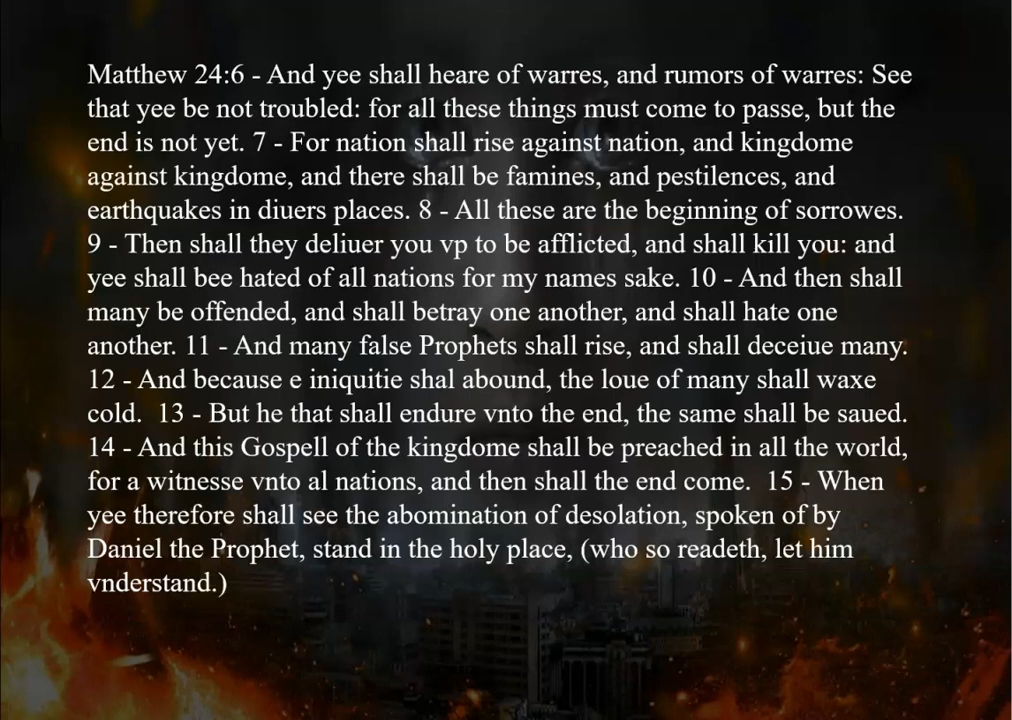 Matthew 24:6 - And yee shall heare of warres, and rumors of warres: See
that yee be not troubled: for all these things must come to passe, but the
end is not yet. 7 - For nation shall rise against nation, and kingdome
against kingdome, and there shall be famines, and pestilences, and
earthquakes in diuers places. 8 - All these are the beginning of sorrowes.
9 - Then shall they deliuer you vp to be afflicted, and shall kill you: and
yee shall bee hated of all nations for my names sake. 10 - And then shall
many be offended, and shall betray one another, and shall hate one
another. 11 - And many false Prophets shall rise, and shall deceiue many.
12 - And because e iniquitie shal abound, the loue of many shall waxe
cold.  13 - But he that shall endure vnto the end, the same shall be saued.
14 - And this Gospell of the kingdome shall be preached in all the world,
for a witnesse vnto al nations, and then shall the end come.  15 - When
yee therefore shall see the abomination of desolation, spoken of by
Daniel the Prophet, stand in the holy place, (who so readeth, let him
vnderstand.)